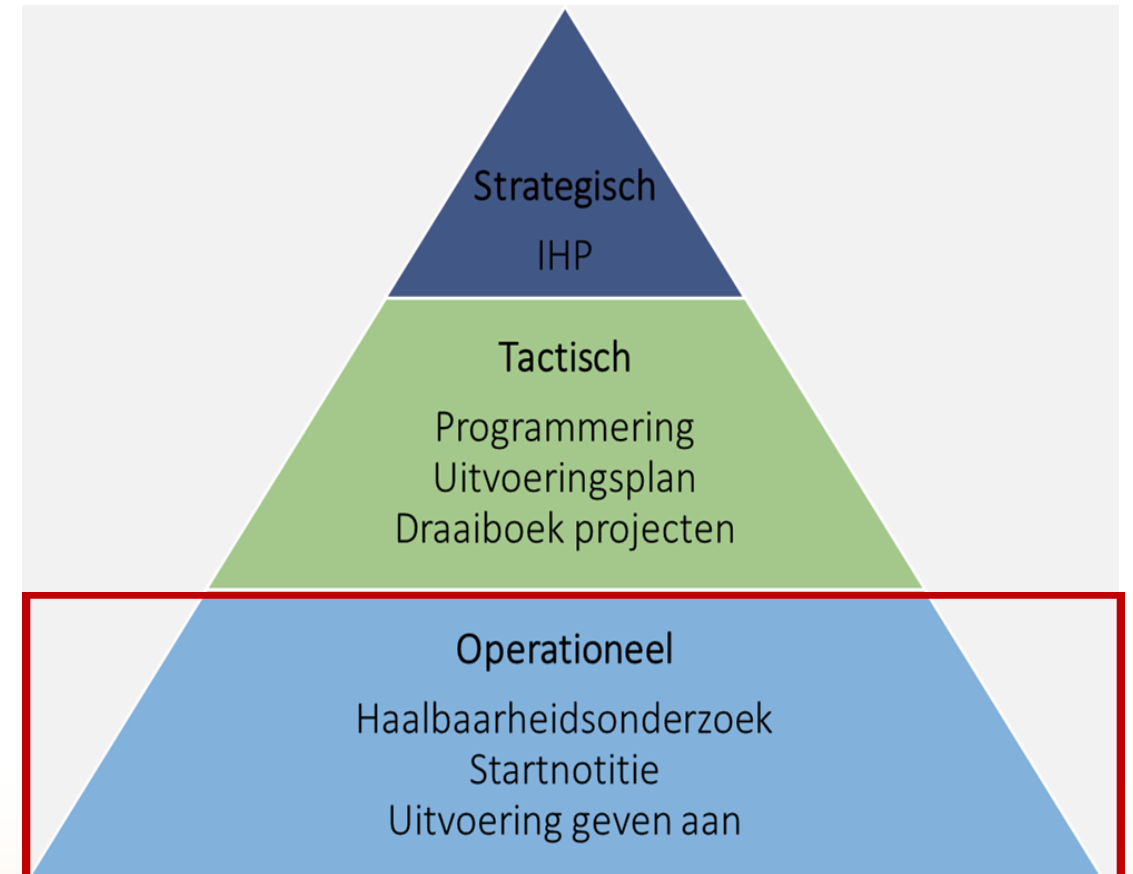 Strategisch
IHP
Tactisch
Programmering
Uitvoeringsplan
Draaiboek projecten
Operationeel
Haalbaarheidsonderzoek
Startnotitie
Uitvoering geven aan